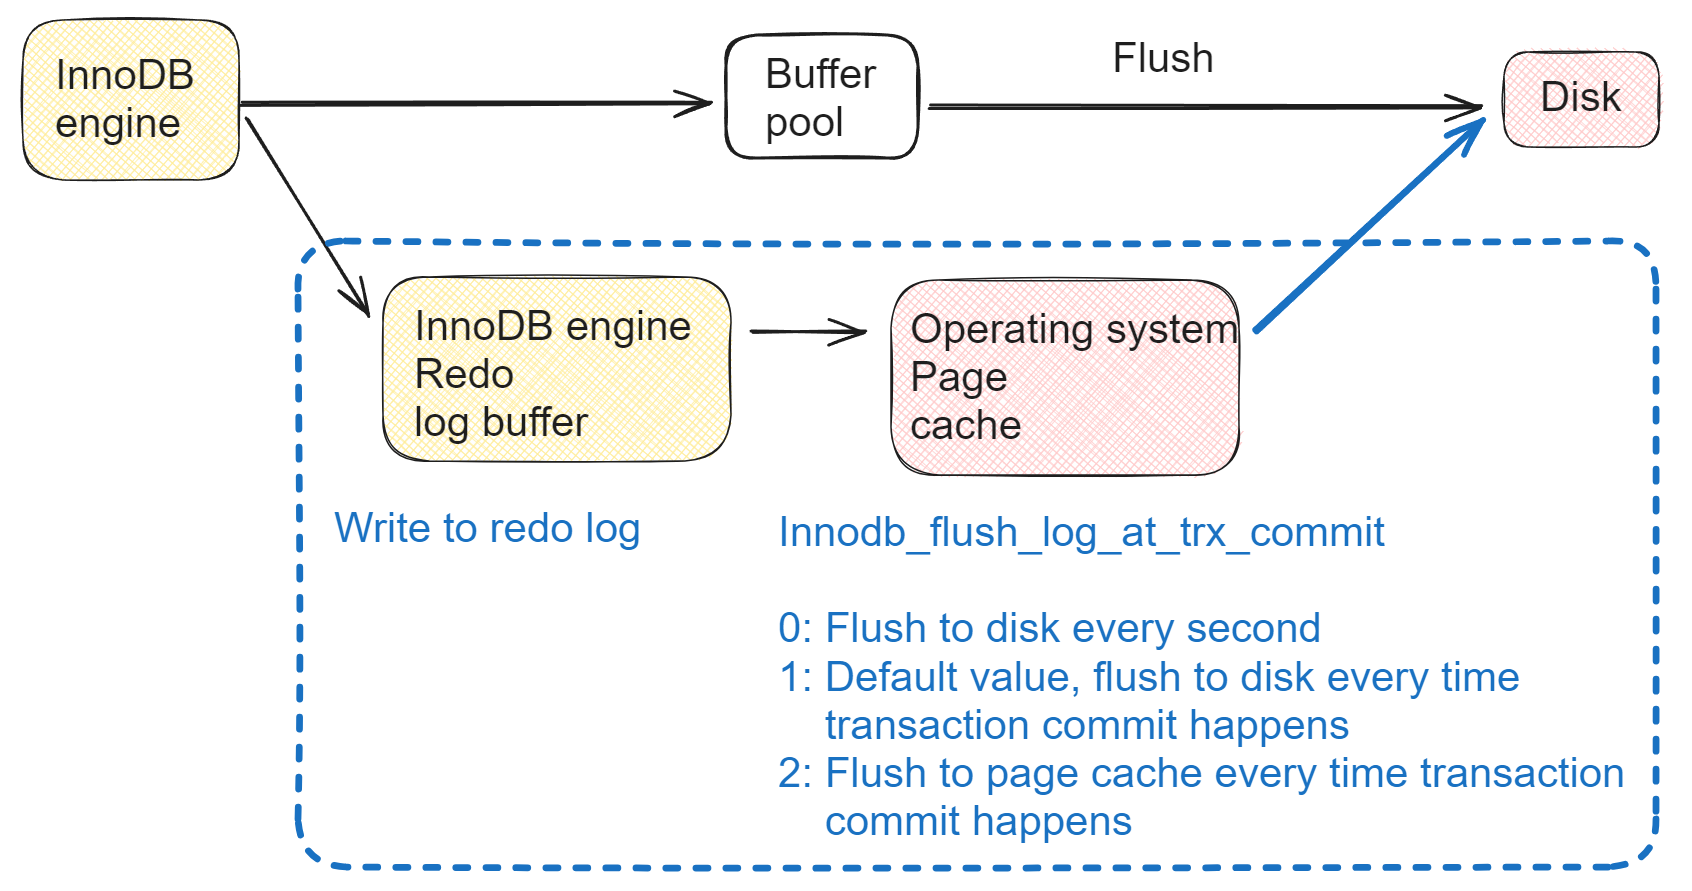 InnoDB
engine
Buffer
pool
Flush
Disk
InnoDB engine
Redo
log buffer
Operating system
Page
cache
Write to redo log
Innodb_flush_log_at_trx_commit
0: Flush to disk every second
1: Default value, flush to disk every time
transaction commit happens
2: Flush to page cache every time transaction
commit happens